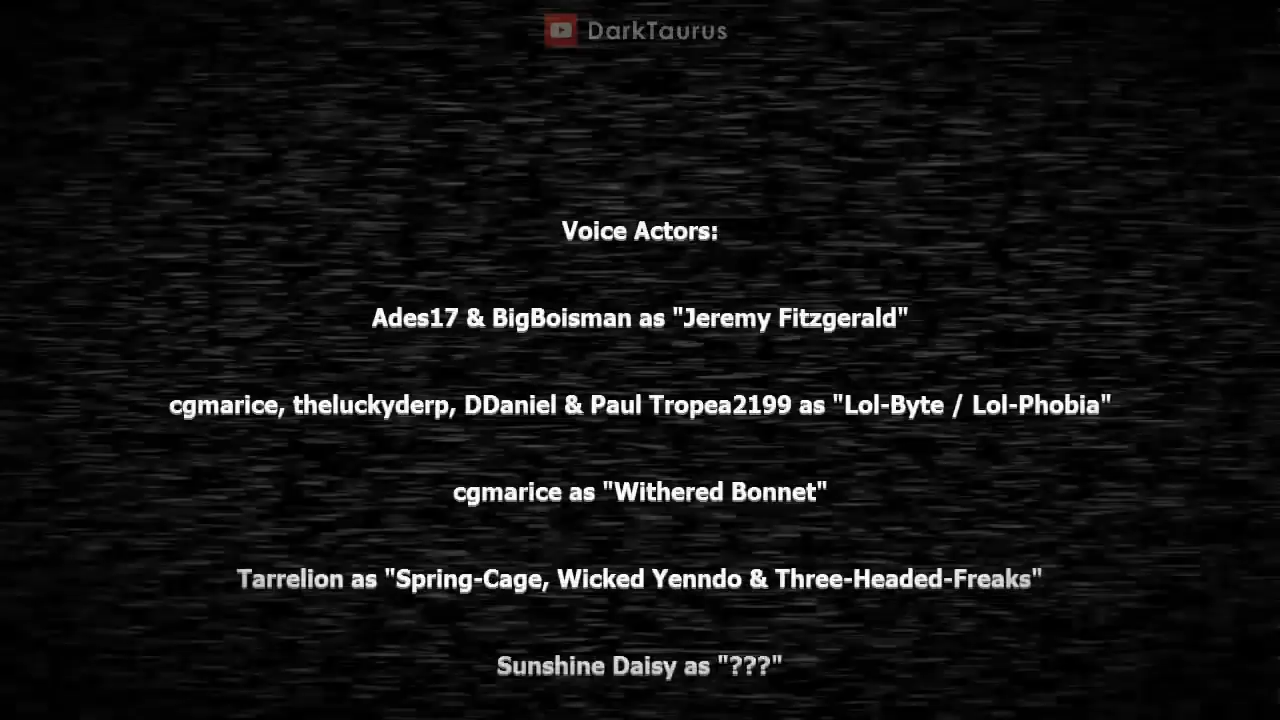 DarkTaurus
Voice Actors:
Ades17 & BigBoisman as "Jeremy Fitzgerald"
cgmarice, theluckyderp, DDaniel & Paul Tropea2199 as "Lol-Byte / Lol-Phobia"
cgmarice as "Withered Bonnet"
Tarrelion as "Spring-Cage, Wicked Yenndo & Three-Headed-Freaks"
Sunshine Daisy as "???"